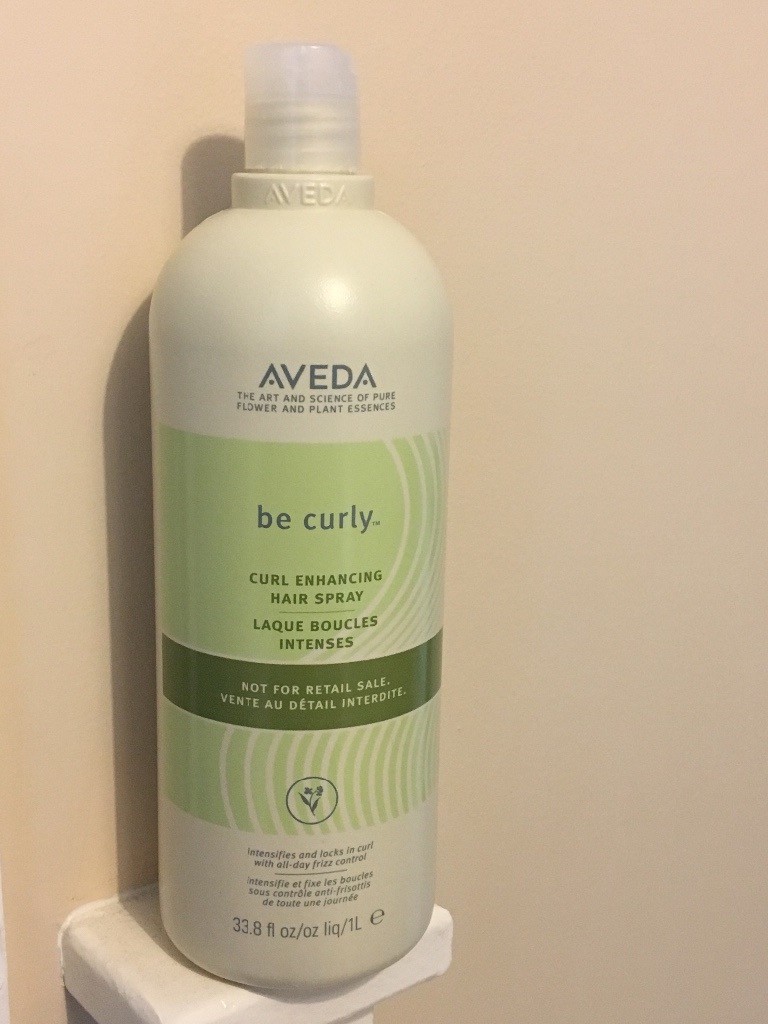 AVEDA
AVEDA
THE ART AND SCIENCE OF PURE
FLOWER AND PLANT ESSENCES
be curly™
CURL ENHANCING
HAIR SPRAY
LAQUE BOUCLES
INTENSES
NOT FOR RETAIL SALE.
VENTE AU DÉTAIL INTERDITE.
intensifies and locks in curl
with all-day frizz control
intensifie et fixe les boucles
sous contrôle anti-frisottis
de toute une journée
33.8 fl oz/oz liq/1L ℮